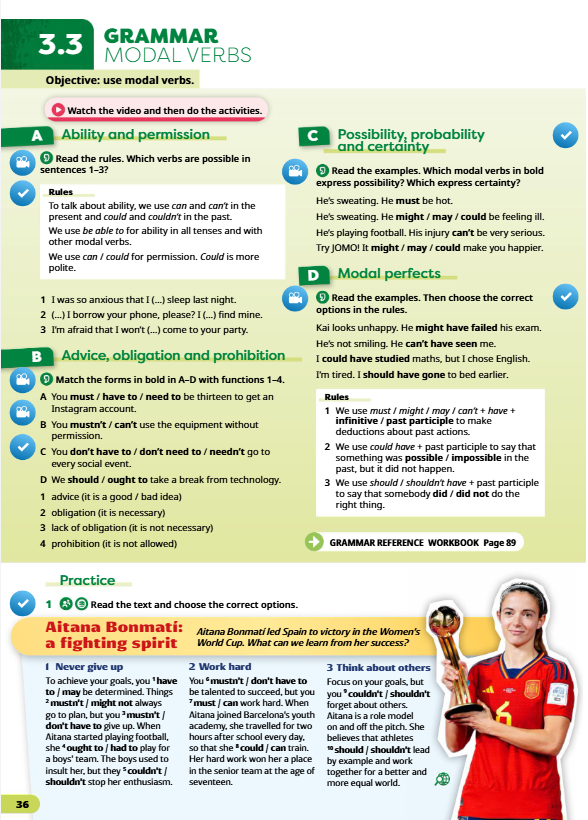 3.3
GRAMMAR
MODAL VERBS
Objective: use modal verbs.
Watch the video and then do the activities.
A Ability and permission
Read the rules. Which verbs are possible in
sentences 1–3?
Rules
To talk about ability, we use can and can't in the
present and could and couldn't in the past.
We use be able to for ability in all tenses and with
other modal verbs.
We use can / could for permission. Could is more
polite.
1 I was so anxious that I (...) sleep last night.
2 (...) I borrow your phone, please? I (...) find mine.
3 I'm afraid that I won't (...) come to your party.
B Advice, obligation and prohibition
Match the forms in bold in A–D with functions 1–4.
A You must / have to / need to be thirteen to get an
Instagram account.
B You mustn't / can't use the equipment without
permission.
C You don't have to / don't need to / needn't go to
every social event.
D We should / ought to take a break from technology.
1 advice (it is a good / bad idea)
2 obligation (it is necessary)
3 lack of obligation (it is not necessary)
4 prohibition (it is not allowed)
C Possibility, probability
and certainty
Read the examples. Which modal verbs in bold
express possibility? Which express certainty?
He's sweating. He must be hot.
He's sweating. He might / may / could be feeling ill.
He's playing football. His injury can't be very serious.
Try JOMO! It might / may / could make you happier.
D Modal perfects
Read the examples. Then choose the correct
options in the rules.
Kai looks unhappy. He might have failed his exam.
He's not smiling. He can't have seen me.
I could have studied maths, but I chose English.
I'm tired. I should have gone to bed earlier.
Rules
1 We use must / might / may / can't + have +
infinitive / past participle to make
deductions about past actions.
2 We use could have + past participle to say that
something was possible / impossible in the
past, but it did not happen.
3 We use should / shouldn't have + past participle
to say that somebody did / did not do the
right thing.
GRAMMAR REFERENCE WORKBOOK Page 89
Practice
1 Read the text and choose the correct options.
Aitana Bonmatí:
a fighting spirit
Aitana Bonmatí led Spain to victory in the Women's
World Cup. What can we learn from her success?
1 Never give up
To achieve your goals, you 1 have
to / may be determined. Things
2 mustn't / might not always
go to plan, but you 3 mustn't /
don't have to give up. When
Aitana started playing football,
she 4 ought to / had to play for
a boys' team. The boys used to
insult her, but they 5 couldn't /
shouldn't stop her enthusiasm.
2 Work hard
You 6 mustn't / don't have to
be talented to succeed, but you
7 must / can work hard. When
Aitana joined Barcelona's youth
academy, she travelled for two
hours after school every day,
so that she 8 could / can train.
Her hard work won her a place
in the senior team at the age of
seventeen.
3 Think about others
Focus on your goals, but
you 9 couldn't / shouldn't
forget about others.
Aitana is a role model
on and off the pitch. She
believes that athletes
10 should / shouldn't lead
by example and work
together for a better and
more equal world.
6
36